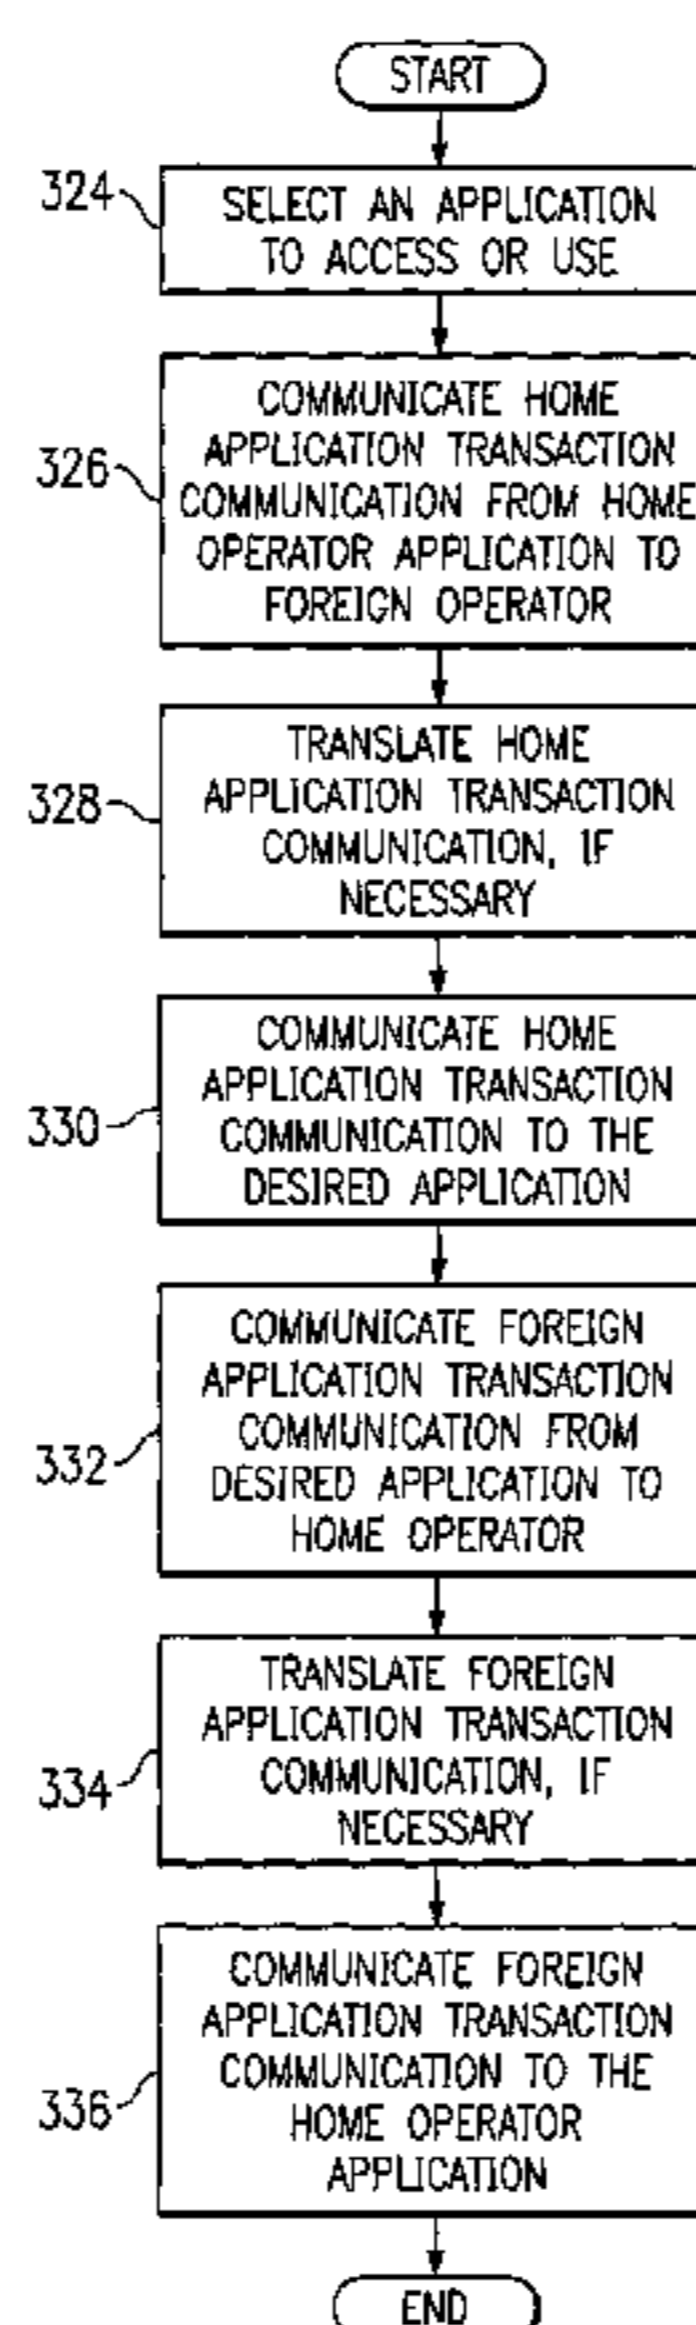 START
324
SELECT AN APPLICATION
TO ACCESS OR USE
326
COMMUNICATE HOME
APPLICATION TRANSACTION
COMMUNICATION FROM HOME
OPERATOR APPLICATION TO
FOREIGN OPERATOR
328
TRANSLATE HOME
APPLICATION TRANSACTION
COMMUNICATION, IF
NECESSARY
330
COMMUNICATE HOME
APPLICATION TRANSACTION
COMMUNICATION TO THE
DESIRED APPLICATION
332
COMMUNICATE FOREIGN
APPLICATION TRANSACTION
COMMUNICATION FROM
DESIRED APPLICATION TO
HOME OPERATOR
334
TRANSLATE FOREIGN
APPLICATION TRANSACTION
COMMUNICATION, IF
NECESSARY
336
COMMUNICATE FOREIGN
APPLICATION TRANSACTION
COMMUNICATION TO THE
HOME OPERATOR
APPLICATION
END